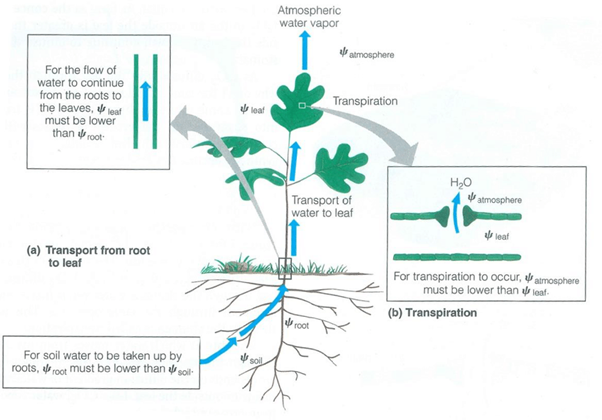 Atmospheric
water vapor
ψ atmosphere
For the flow of
water to continue
from the roots to
the leaves, ψ leaf
must be lower
than ψ root.
ψ leaf
Transpiration
H₂O
ψ atmosphere
ψ leaf
For transpiration to occur, ψ atmosphere
must be lower than ψ leaf.
(b) Transpiration
Transport of
water to leaf
(a) Transport from root
to leaf
ψ root
ψ soil
For soil water to be taken up by
roots, ψ root must be lower than ψ soil.